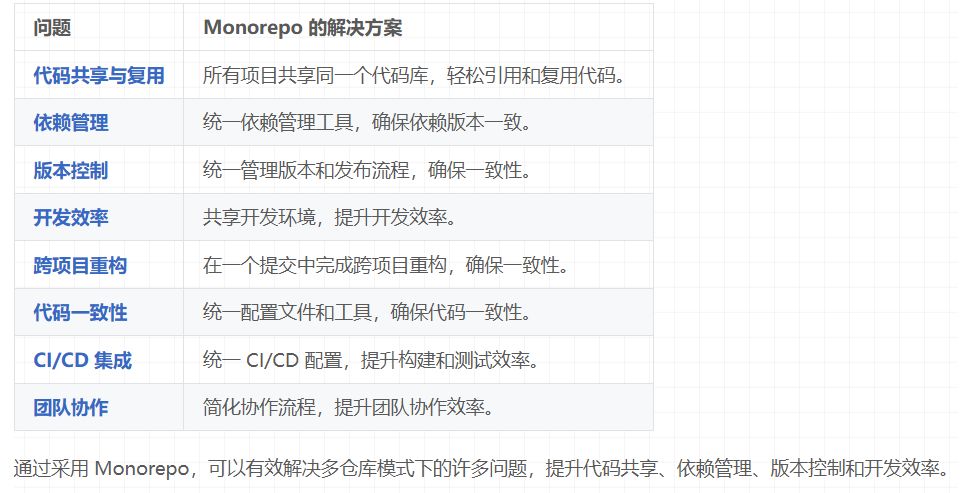 问题 Monorepo 的解决方案
代码共享与复用 所有项目共享同一个代码库，轻松引用和复用代码。
依赖管理 统一依赖管理工具，确保依赖版本一致。
版本控制 统一管理版本和发布流程，确保一致性。
开发效率 共享开发环境，提升开发效率。
跨项目重构 在一个提交中完成跨项目重构，确保一致性。
代码一致性 统一配置文件和工具，确保代码一致性。
CI/CD 集成 统一 CI/CD 配置，提升构建和测试效率。
团队协作 简化协作流程，提升团队协作效率。
通过采用 Monorepo，可以有效解决多仓库模式下的许多问题，提升代码共享、依赖管理、版本控制和开发效率。